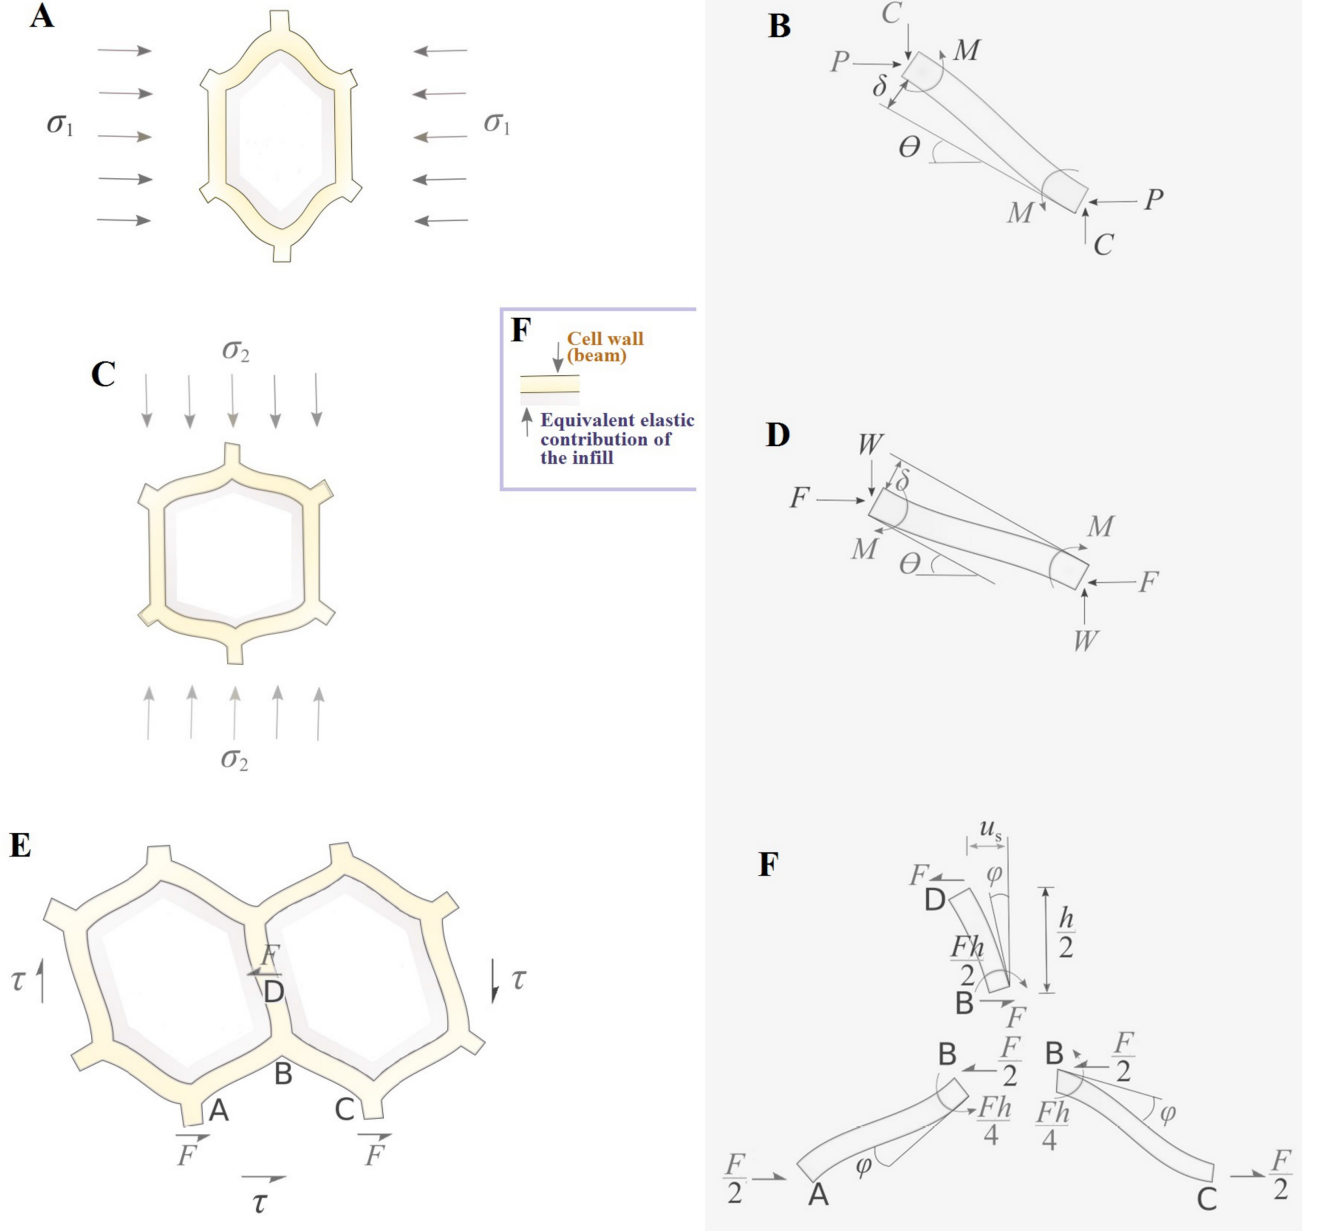 A
σ1
σ1
B
C
P
M
δ
Θ
M
P
C
C
σ2
σ2
F
Cell wall
(beam)
Equivalent elastic
contribution of
the infill
D
W
F
δ
M
M
Θ
F
W
E
τ
F
D
τ
B
A
C
F
F
τ
F
us
F
φ
D
h
2
Fh
2
B
F
B
F
2
B
F
2
Fh
4
Fh
4
φ
φ
F
2
A
C
F
2